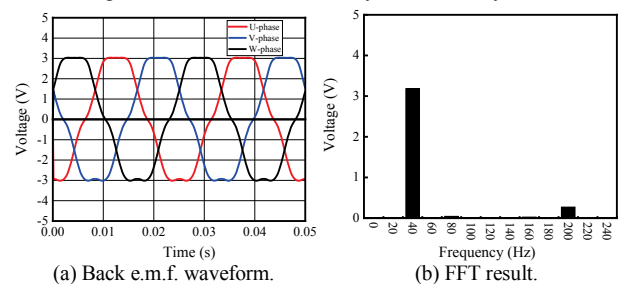 5
4
3
2
1
0
-1
-2
-3
-4
-5
Voltage (V)
U-phase
V-phase
W-phase
0.00 0.01 0.02 0.03 0.04 0.05
Time (s)
(a) Back e.m.f. waveform.
5
4
3
2
1
0
Voltage (V)
0 20 40 60 80 100 120 140 160 180 200 220 240
Frequency (Hz)
(b) FFT result.